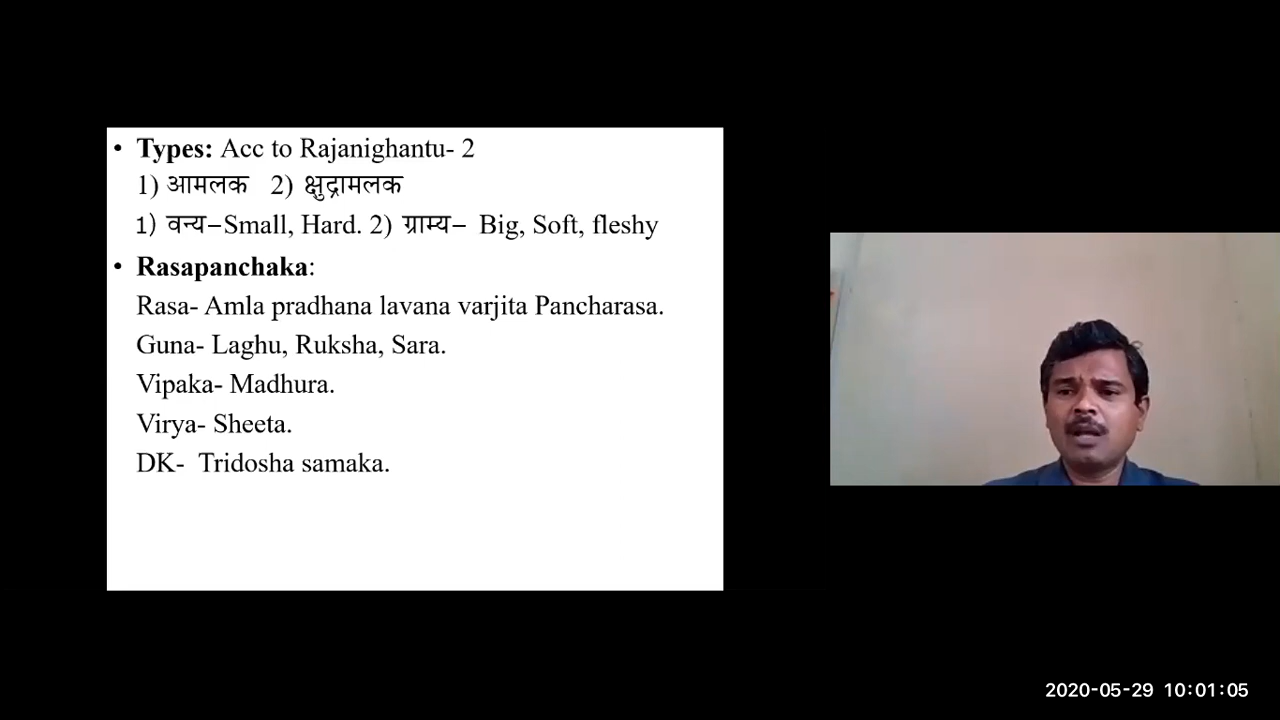 • Types: Acc to Rajanighantu- 2
1) आमलक 2) क्षुद्रामलक
1) वन्य–Small, Hard. 2) ग्राम्य– Big, Soft, fleshy
• Rasapanchaka:
Rasa- Amla pradhana lavana varjita Pancharasa.
Guna- Laghu, Ruksha, Sara.
Vipaka- Madhura.
Virya- Sheeta.
DK- Tridosha samaka.
2020-05-29 10:01:05